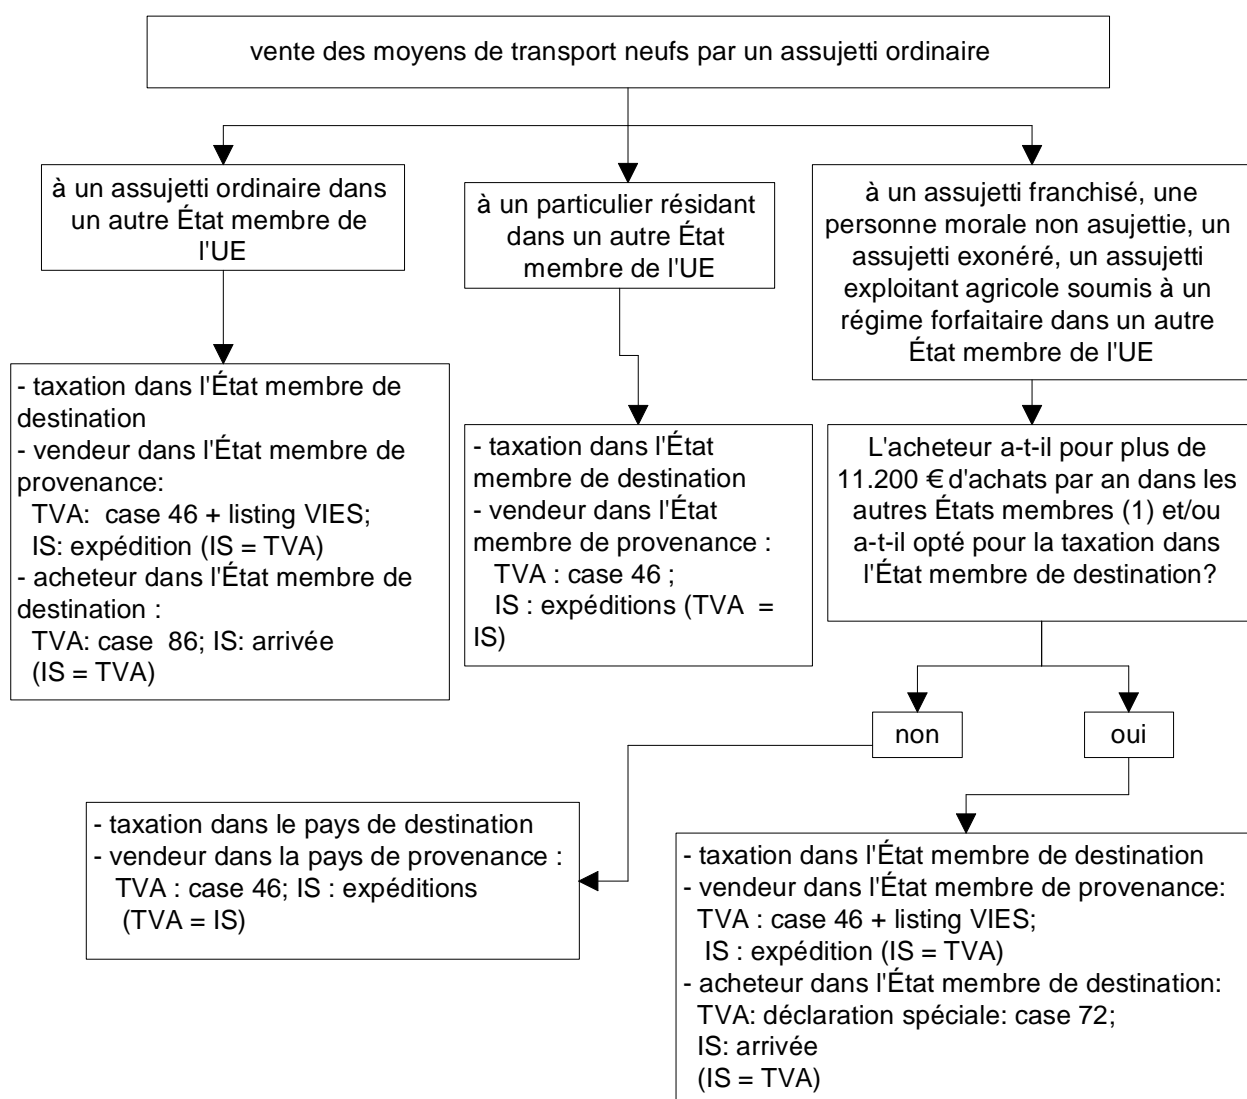 vente des moyens de transport neufs par un assujetti ordinaire
à un assujetti ordinaire dans
un autre État membre de
l'UE
à un particulier résidant
dans un autre État
membre de l'UE
à un assujetti franchisé, une
personne morale non asujettie, un
assujetti exonéré, un assujetti
exploitant agricole soumis à un
régime forfaitaire dans un autre
État membre de l'UE
- taxation dans l'État membre de
destination
- vendeur dans l'État membre de
provenance:
TVA: case 46 + listing VIES;
IS: expédition (IS = TVA)
- acheteur dans l'État membre de
destination :
TVA: case 86; IS: arrivée
(IS = TVA)
- taxation dans l'État
membre de destination
- vendeur dans l'État
membre de provenance :
TVA : case 46 ;
IS : expéditions (TVA =
IS)
L'acheteur a-t-il pour plus de
11.200 € d'achats par an dans les
autres États membres (1) et/ou
a-t-il opté pour la taxation dans
l'État membre de destination?
non
oui
- taxation dans le pays de destination
- vendeur dans la pays de provenance :
TVA : case 46; IS : expéditions
(TVA = IS)
- taxation dans l'État membre de destination
- vendeur dans l'État membre de provenance:
TVA : case 46 + listing VIES;
IS : expédition (IS = TVA)
- acheteur dans l'État membre de destination:
TVA: déclaration spéciale: case 72;
IS: arrivée
(IS = TVA)